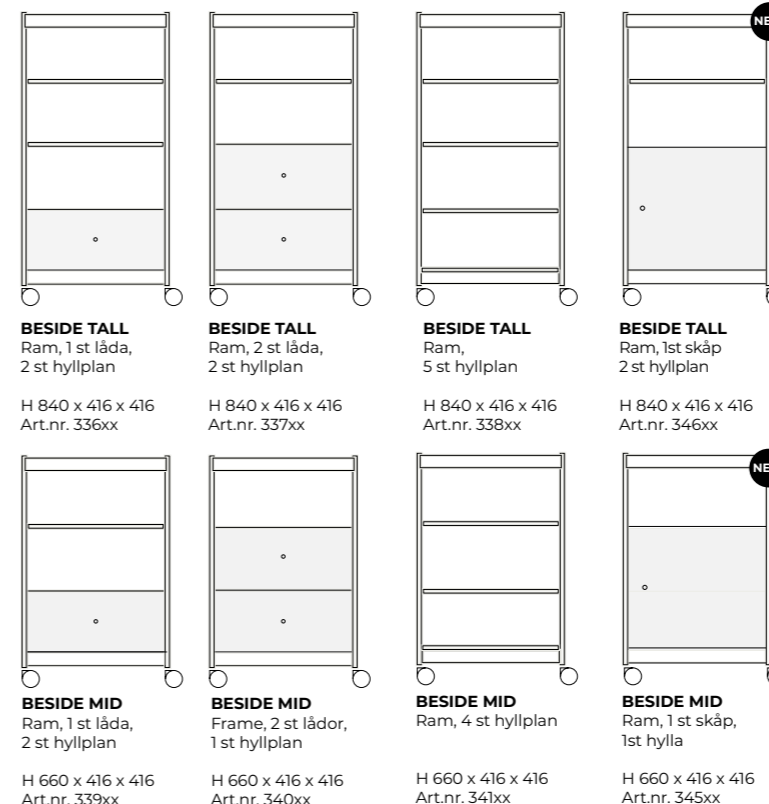 NE
BESIDE TALL
Ram, 1 st låda,
2 st hyllplan
H 840 x 416 x 416
Art.nr. 336xx
BESIDE TALL
Ram, 2 st låda,
2 st hyllplan
H 840 x 416 x 416
Art.nr. 337xx
BESIDE TALL
Ram,
5 st hyllplan
H 840 x 416 x 416
Art.nr. 338xx
BESIDE TALL
Ram, 1st skåp
2 st hyllplan
H 840 x 416 x 416
Art.nr. 346xx
NE
BESIDE MID
Ram, 1 st låda,
2 st hyllplan
H 660 x 416 x 416
Art.nr. 339xx
BESIDE MID
Frame, 2 st lådor,
1 st hyllplan
H 660 x 416 x 416
Art.nr. 340xx
BESIDE MID
Ram, 4 st hyllplan
H 660 x 416 x 416
Art.nr. 341xx
BESIDE MID
Ram, 1 st skåp,
1st hylla
H 660 x 416 x 416
Art.nr. 345xx